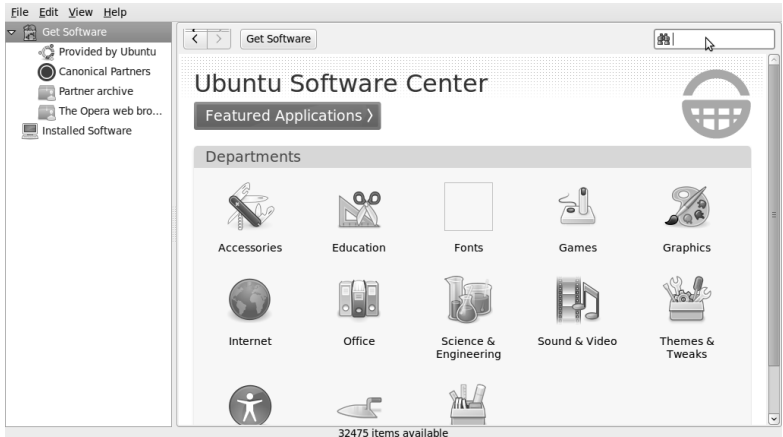 File Edit View Help
Get Software
Provided by Ubuntu
Canonical Partners
Partner archive
The Opera web bro...
Installed Software
Get Software
Ubuntu Software Center
Featured Applications >
Departments
Accessories
Education
Fonts
Games
Graphics
Internet
Office
Science &
Engineering
Sound & Video
Themes &
Tweaks
32475 items available